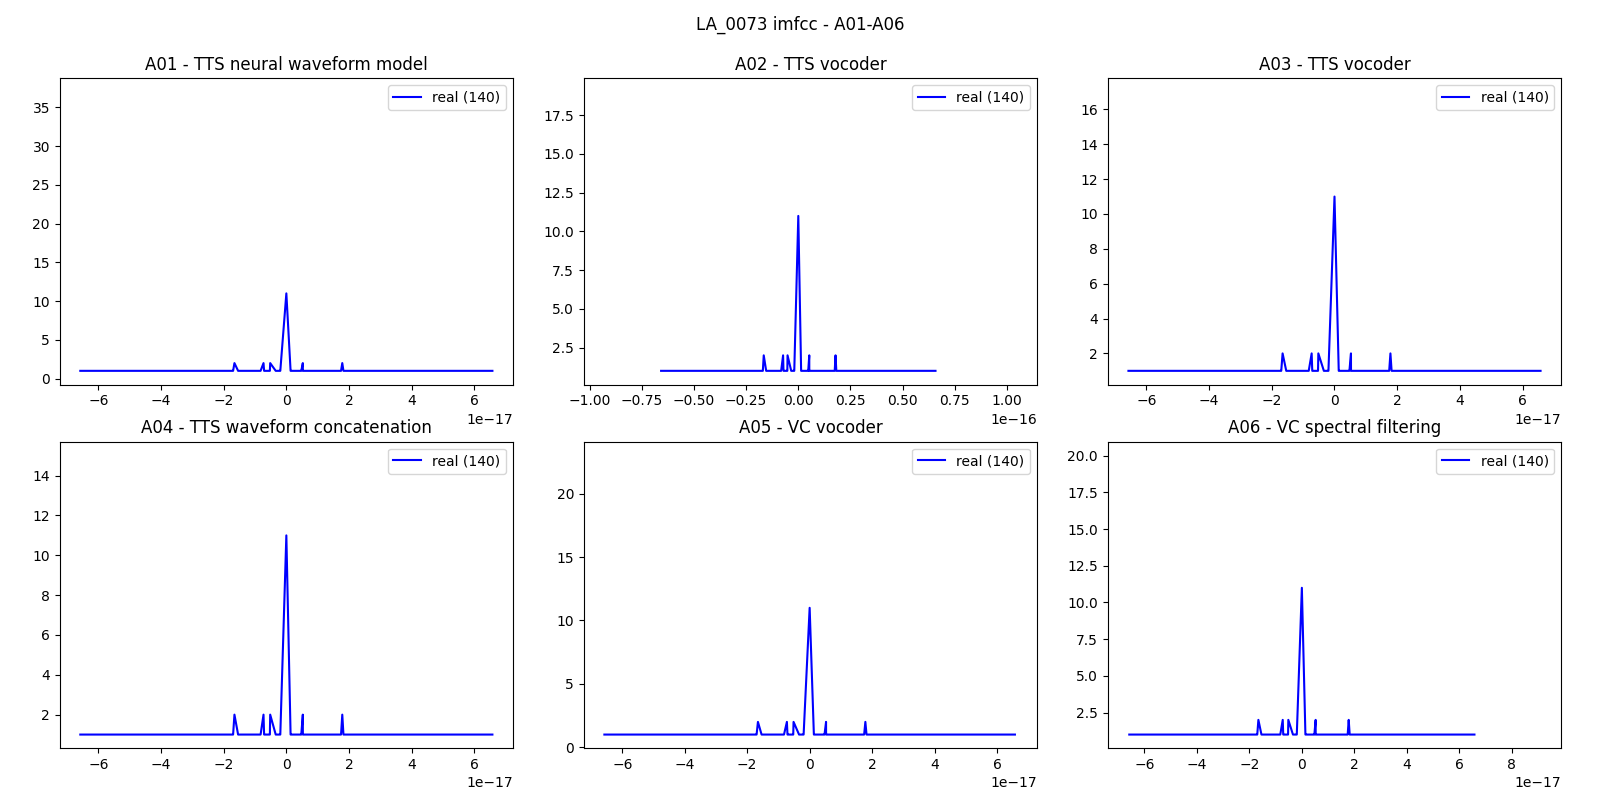 LA_0073 imfcc - A01-A06
A01 - TTS neural waveform model
real (140)
35
30
25
20
15
10
5
0
−6 −4 −2 0 2 4 6
1e−17
A02 - TTS vocoder
real (140)
17.5
15.0
12.5
10.0
7.5
5.0
2.5
−1.00 −0.75 −0.50 −0.25 0.00 0.25 0.50 0.75 1.00
1e−16
A03 - TTS vocoder
real (140)
16
14
12
10
8
6
4
2
−6 −4 −2 0 2 4 6
1e−17
A04 - TTS waveform concatenation
real (140)
14
12
10
8
6
4
2
−6 −4 −2 0 2 4 6
1e−17
A05 - VC vocoder
real (140)
20
15
10
5
0
−6 −4 −2 0 2 4 6
1e−17
A06 - VC spectral filtering
real (140)
20.0
17.5
15.0
12.5
10.0
7.5
5.0
2.5
−6 −4 −2 0 2 4 6 8
1e−17